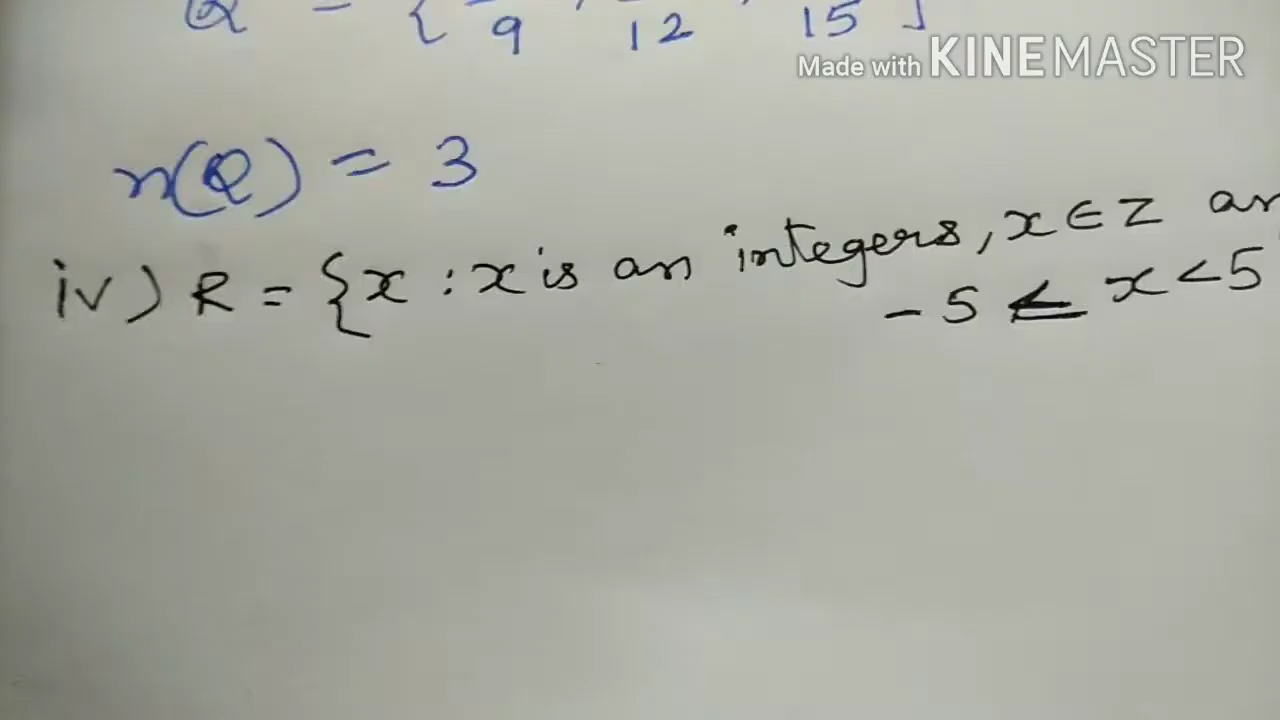 Q = { 9 , 12 , 15 }
Made with KINEMASTER
n(Q) = 3
iv) R = {x : x is an integers, x ∈ Z an
-5 ≤ x < 5